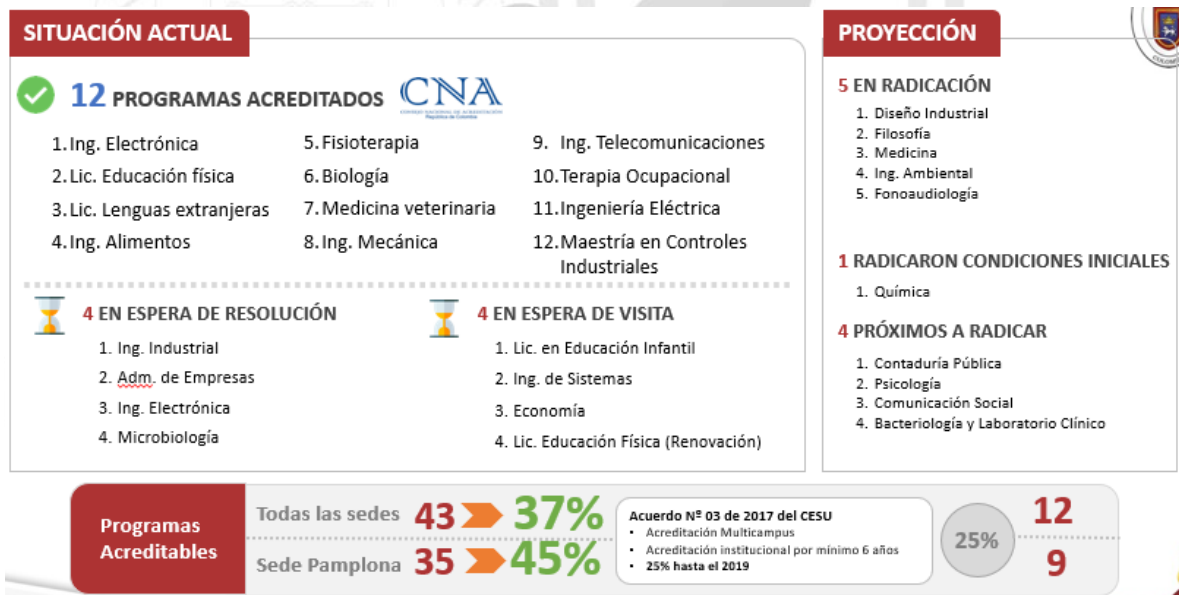 SITUACIÓN ACTUAL
12 PROGRAMAS ACREDITADOS
CNA
CONSEJO NACIONAL DE ACREDITACIÓN
República de Colombia
1. Ing. Electrónica
2. Lic. Educación física
3. Lic. Lenguas extranjeras
4. Ing. Alimentos
5. Fisioterapia
6. Biología
7. Medicina veterinaria
8. Ing. Mecánica
9. Ing. Telecomunicaciones
10. Terapia Ocupacional
11. Ingeniería Eléctrica
12. Maestría en Controles
Industriales
4 EN ESPERA DE RESOLUCIÓN
1. Ing. Industrial
2. Adm. de Empresas
3. Ing. Electrónica
4. Microbiología
4 EN ESPERA DE VISITA
1. Lic. en Educación Infantil
2. Ing. de Sistemas
3. Economía
4. Lic. Educación Física (Renovación)
PROYECCIÓN
5 EN RADICACIÓN
1. Diseño Industrial
2. Filosofía
3. Medicina
4. Ing. Ambiental
5. Fonoaudiología
1 RADICARON CONDICIONES INICIALES
1. Química
4 PRÓXIMOS A RADICAR
1. Contaduría Pública
2. Psicología
3. Comunicación Social
4. Bacteriología y Laboratorio Clínico
Programas
Acreditables
Todas las sedes 43 37%
Sede Pamplona 35 45%
Acuerdo Nº 03 de 2017 del CESU
• Acreditación Multicampus
• Acreditación institucional por mínimo 6 años
• 25% hasta el 2019
25%
12
9